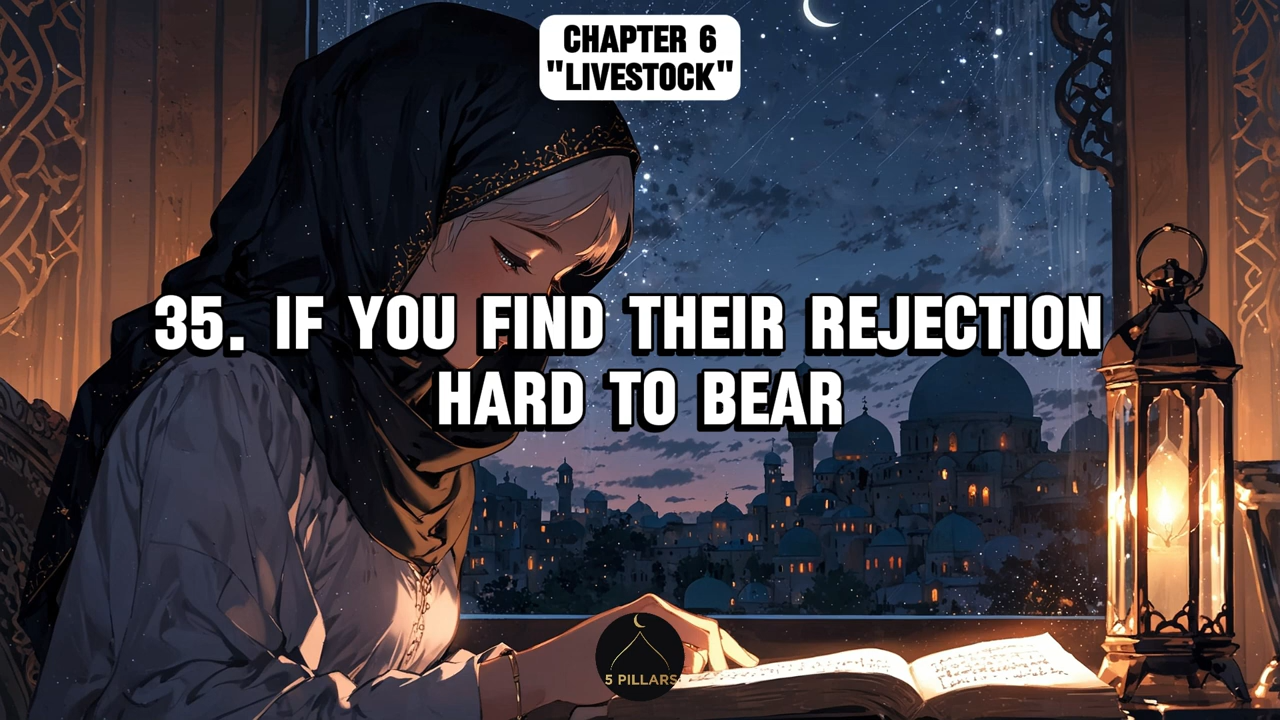 CHAPTER 6
"LIVESTOCK"
35. IF YOU FIND THEIR REJECTION
HARD TO BEAR
5 PILLARS